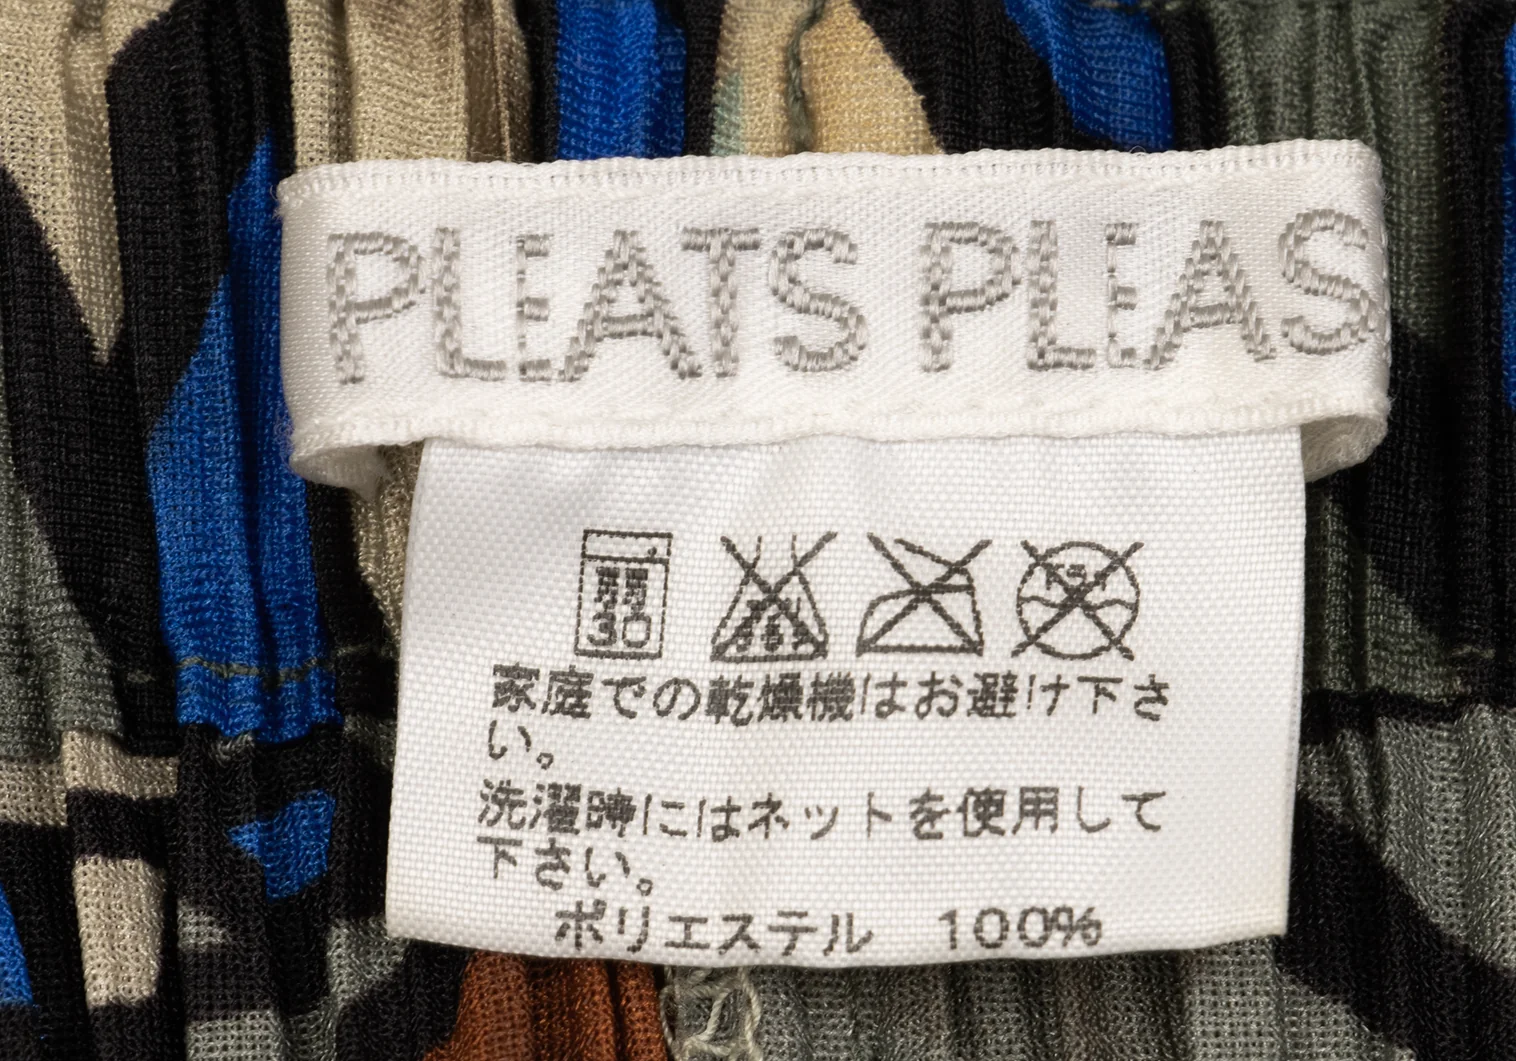 PLEATS PLEAS
弱
30
家庭での乾燥機はお避け下さ
い。
洗濯時にはネットを使用して
下さい。
ポリエステル 100%